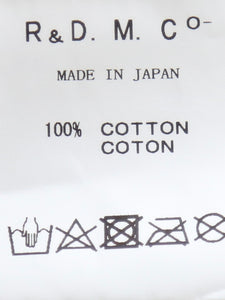 R & D. M. Co-
MADE IN JAPAN
100% COTTON
COTON